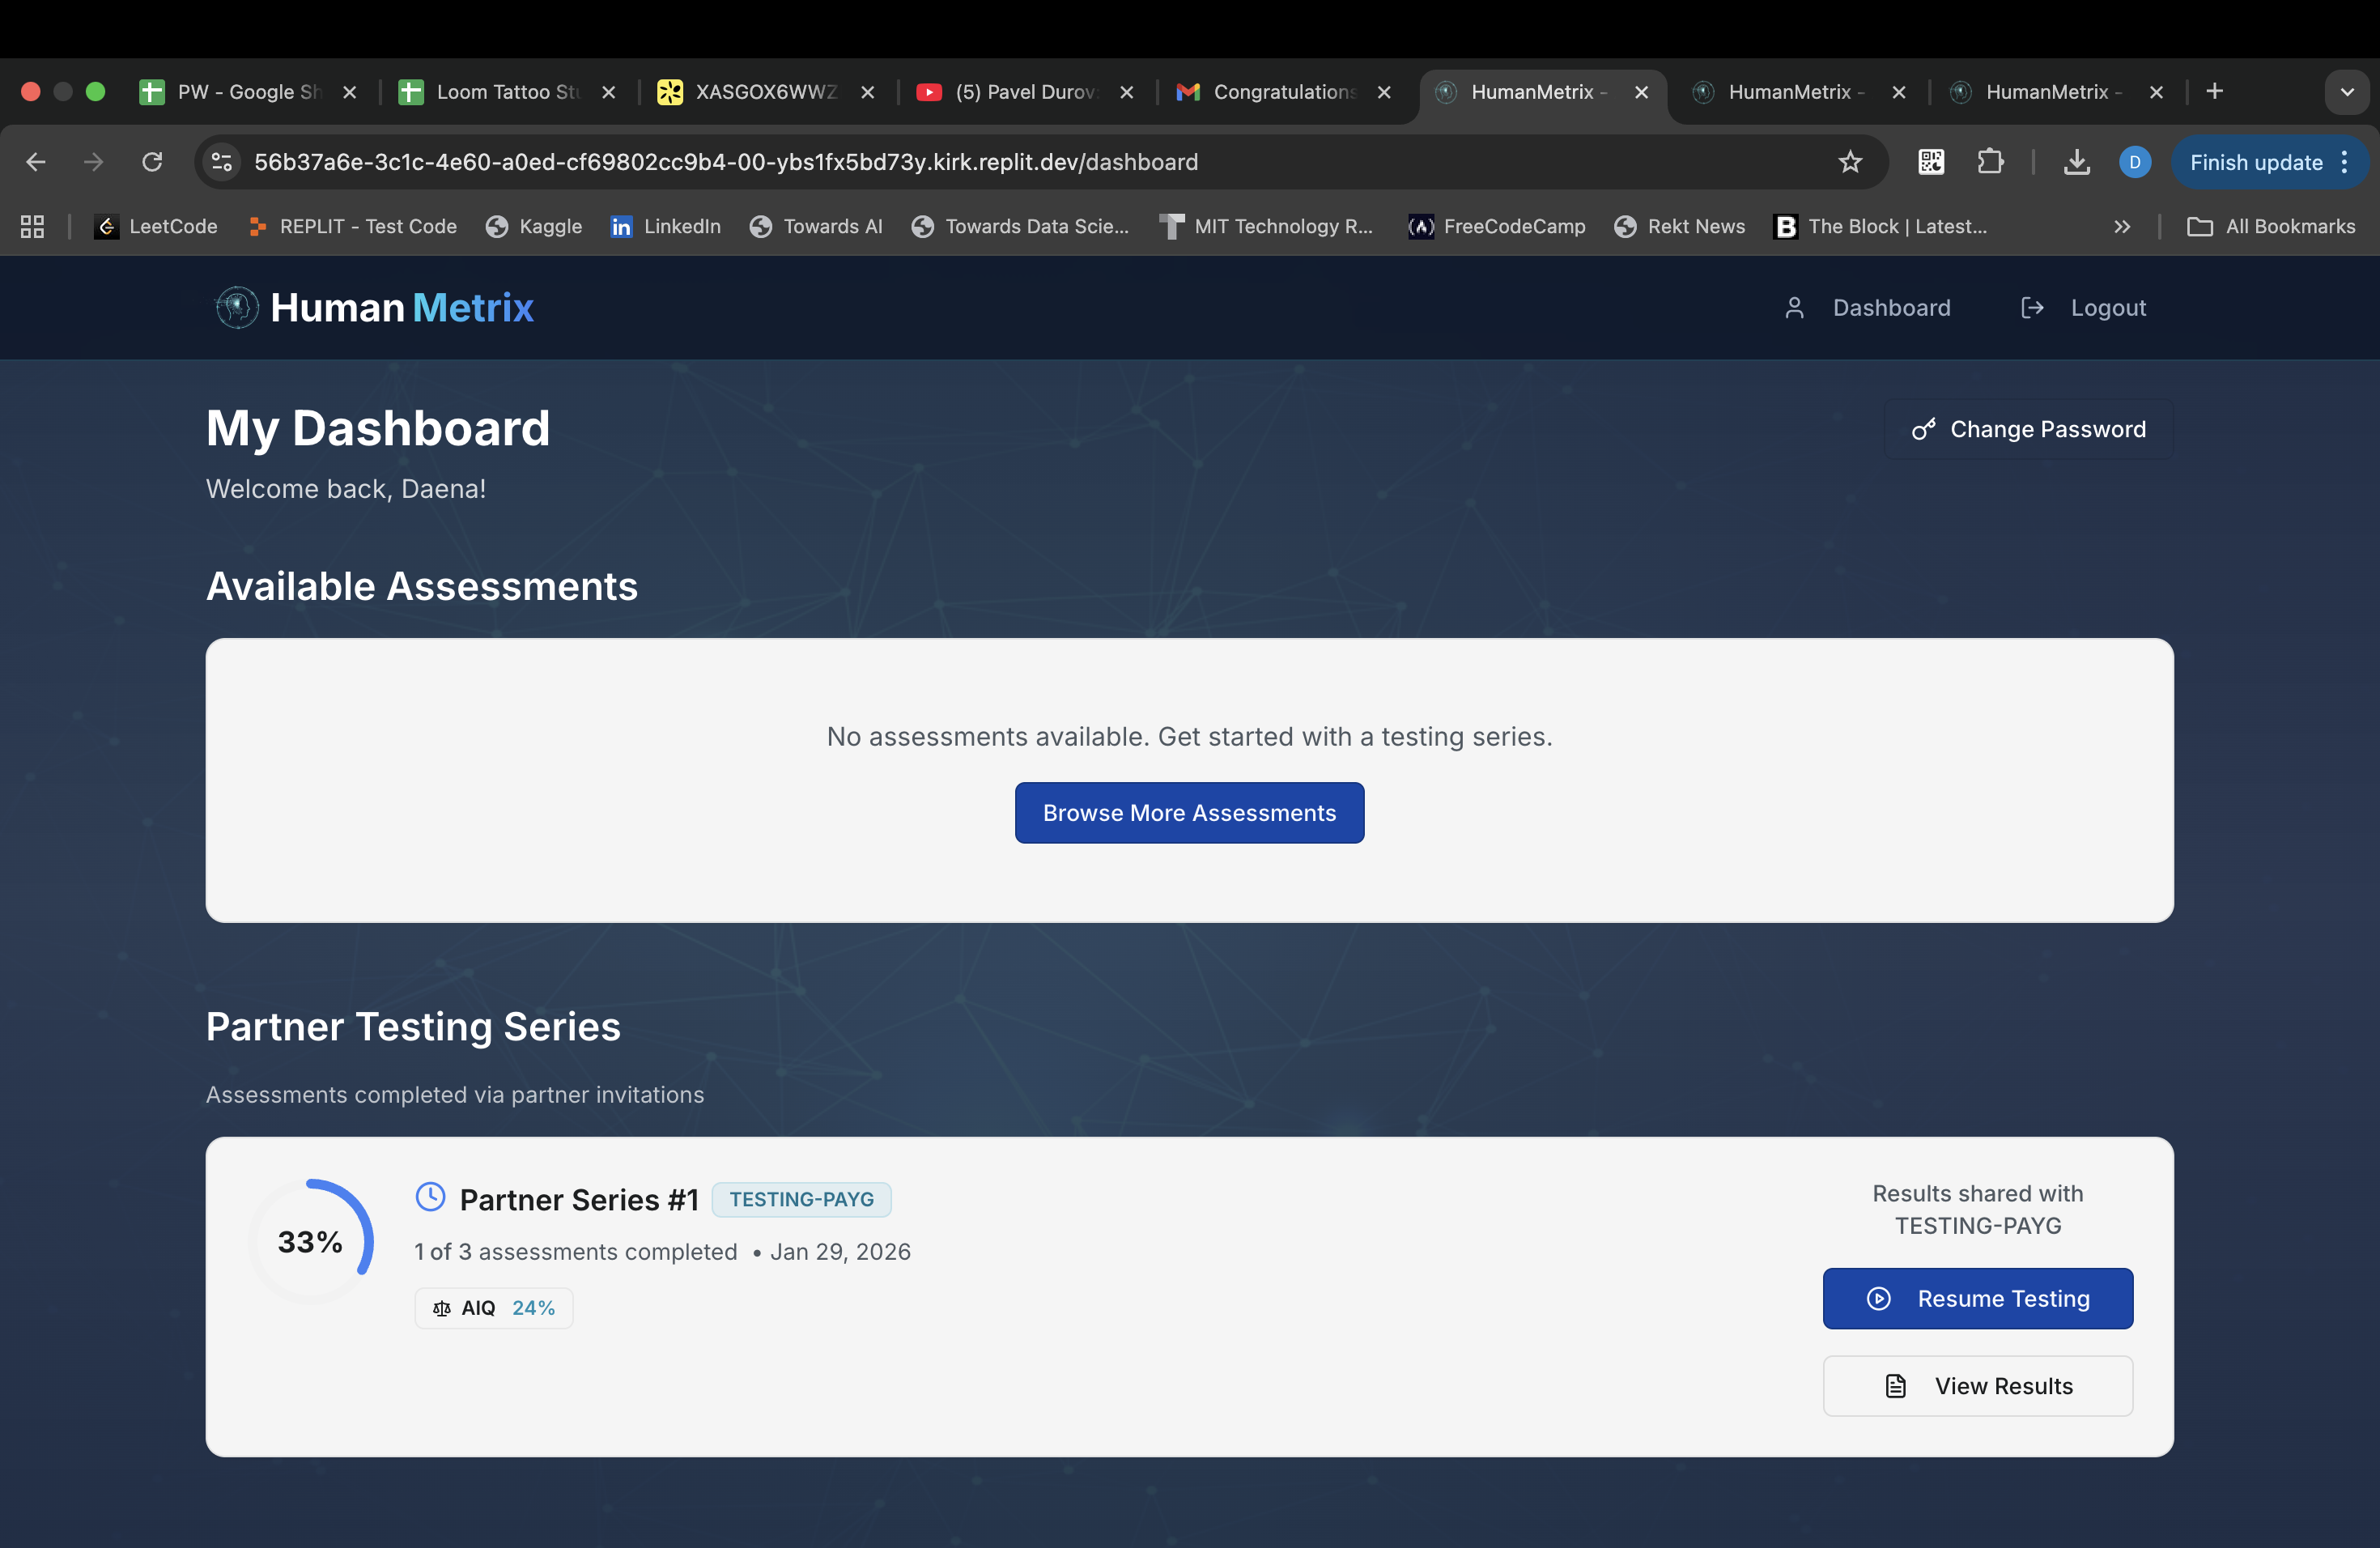 PW - Google Sh
Loom Tattoo Stu
XASGOX6WWZ
(5) Pavel Durov:
Congratulations
HumanMetrix -
HumanMetrix -
HumanMetrix -
56b37a6e-3c1c-4e60-a0ed-cf69802cc9b4-00-ybs1fx5bd73y.kirk.replit.dev/dashboard
D
Finish update
LeetCode
REPLIT - Test Code
Kaggle
LinkedIn
Towards AI
Towards Data Scie...
MIT Technology R...
FreeCodeCamp
Rekt News
The Block | Latest...
All Bookmarks
HumanMetrix
Dashboard
Logout
My Dashboard
Change Password
Welcome back, Daena!
Available Assessments
No assessments available. Get started with a testing series.
Browse More Assessments
Partner Testing Series
Assessments completed via partner invitations
33%
Partner Series #1
TESTING-PAYG
1 of 3 assessments completed • Jan 29, 2026
AIQ 24%
Results shared with
TESTING-PAYG
Resume Testing
View Results